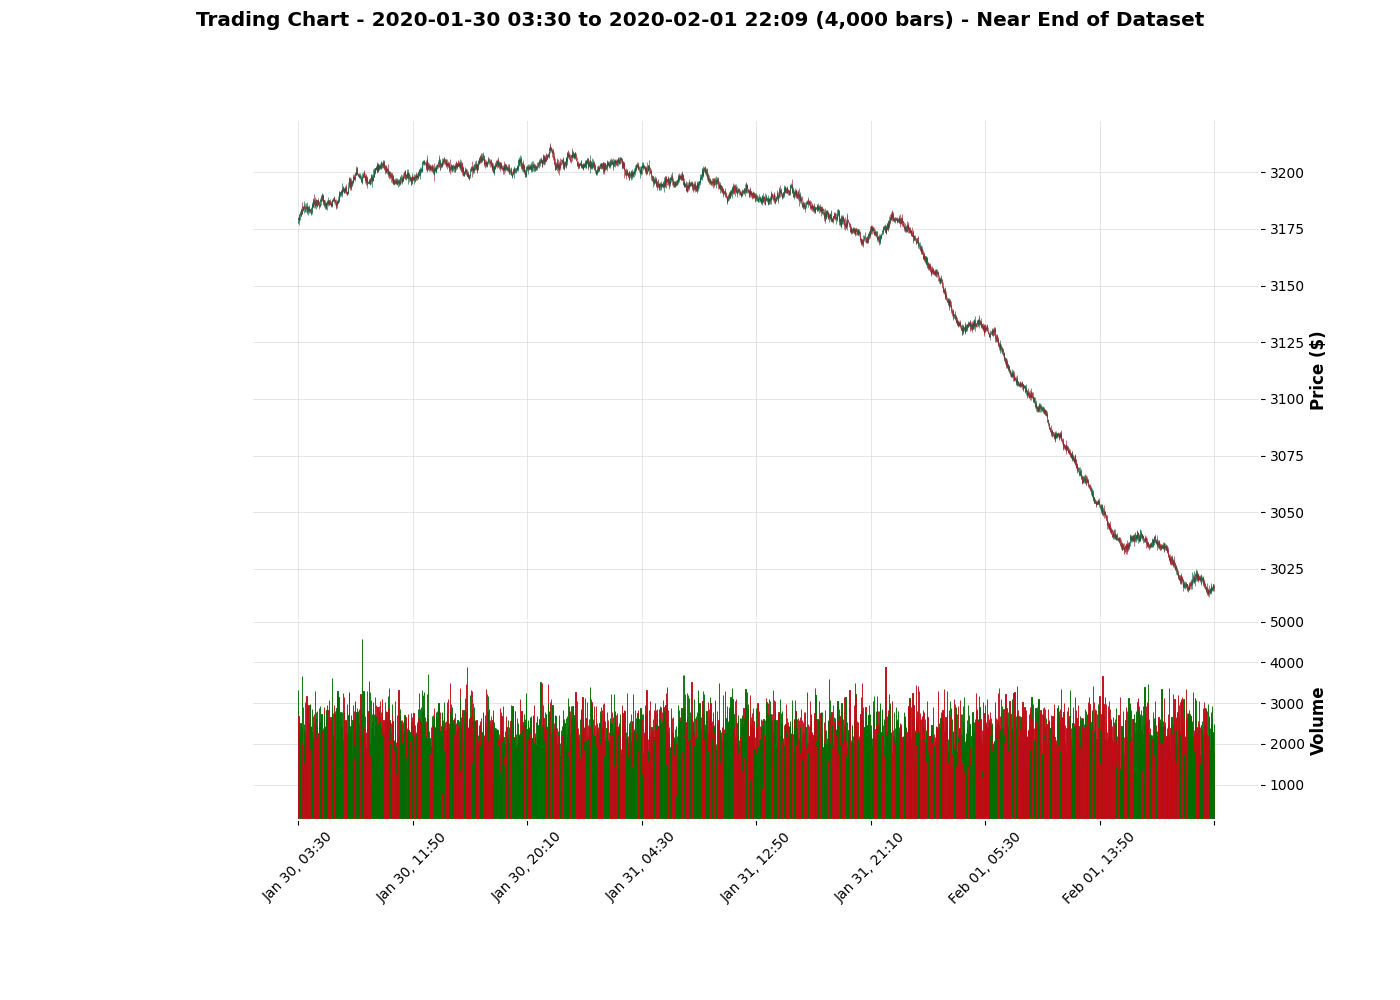 Trading Chart - 2020-01-30 03:30 to 2020-02-01 22:09 (4,000 bars) - Near End of Dataset
3200
3175
3150
3125
3100
3075
3050
3025
Price ($)
5000
4000
3000
2000
1000
Volume
Jan 30, 03:30
Jan 30, 11:50
Jan 30, 20:10
Jan 31, 04:30
Jan 31, 12:50
Jan 31, 21:10
Feb 01, 05:30
Feb 01, 13:50